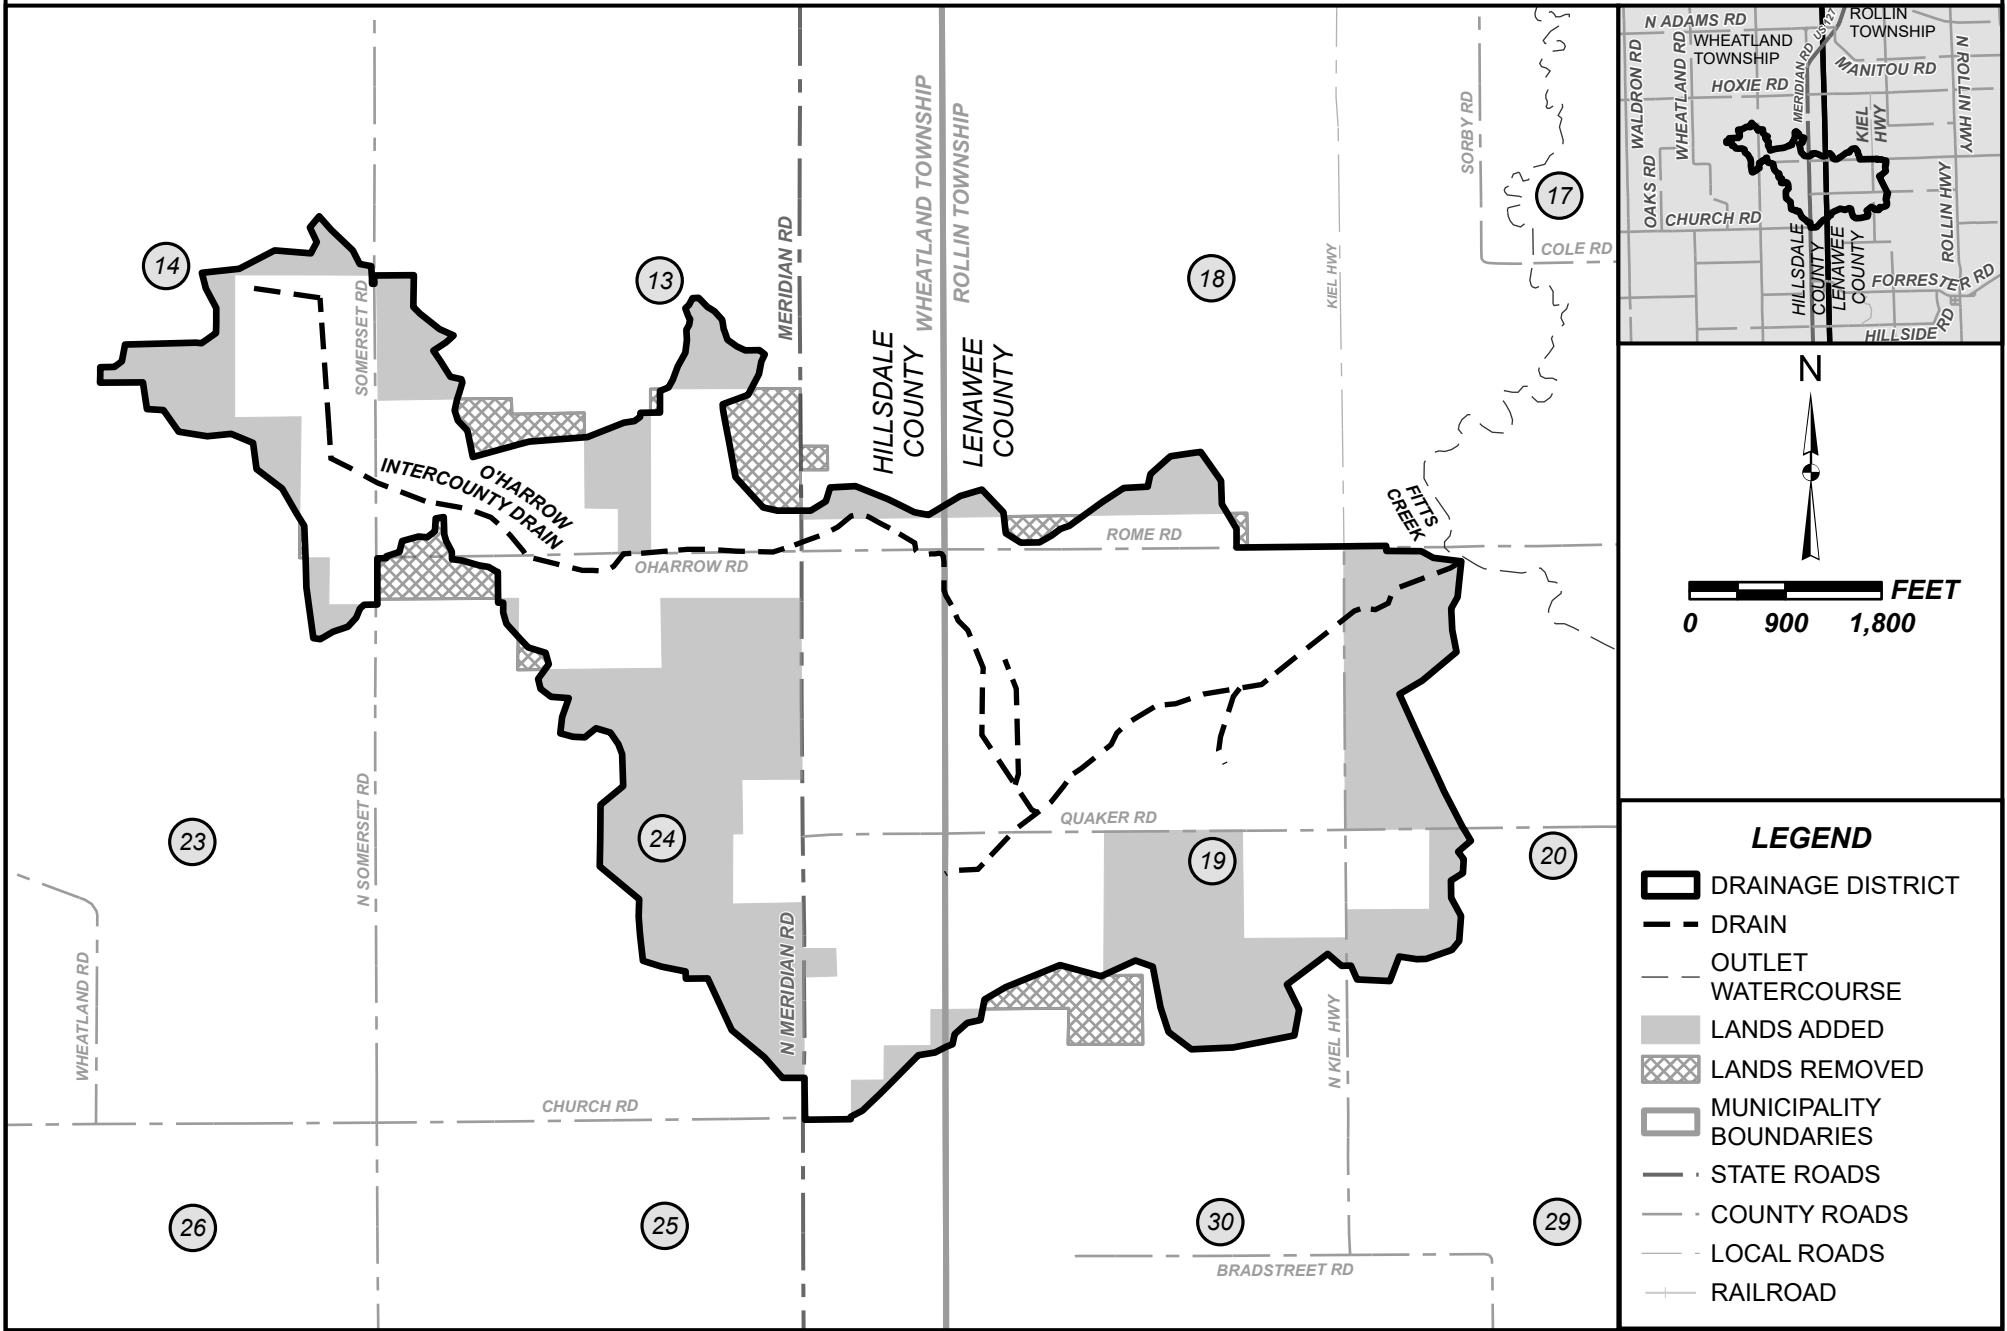 14
13
18
17
23
24
19
20
26
25
30
29
SOMERSET RD
N SOMERSET RD
MERIDIAN RD
N MERIDIAN RD
WHEATLAND TOWNSHIP
ROLLIN TOWNSHIP
HILLSDALE
COUNTY
LENAWEE
COUNTY
KIEL HWY
N KIEL HWY
SORBY RD
COLE RD
O'HARROW
INTERCOUNTY DRAIN
FITTS
CREEK
ROME RD
OHARROW RD
QUAKER RD
WHEATLAND RD
CHURCH RD
BRADSTREET RD
N ADAMS RD
ROLLIN
TOWNSHIP
WHEATLAND
TOWNSHIP
US 127
MERIDIAN RD
MANITOU RD
HOXIE RD
WALDRON RD
WHEATLAND RD
N ROLLIN HWY
KIEL
HWY
OAKS RD
CHURCH RD
ROLLIN HWY
HILLSDALE
COUNTY
LENAWEE
COUNTY
FORRESTER RD
HILLSIDE RD
N
FEET
0 900 1,800
LEGEND
DRAINAGE DISTRICT
DRAIN
OUTLET
WATERCOURSE
LANDS ADDED
LANDS REMOVED
MUNICIPALITY
BOUNDARIES
STATE ROADS
COUNTY ROADS
LOCAL ROADS
RAILROAD